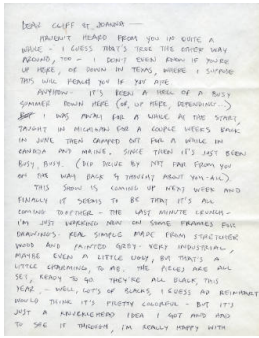 DEAR CLIFF ET JOANNA —
HAVEN'T HEARD FROM YOU IN QUITE A
WHILE — I GUESS THAT'S TRUE THE OTHER WAY
AROUND, TOO — I DON'T EVEN KNOW IF YOU'RE
UP HERE, OR DOWN IN TEXAS, WHERE I SUPPOSE
THIS WILL REACH YOU IF YOU ARE.
ANYHOW — IT'S BEEN A HELL OF A BUSY
SUMMER DOWN HERE (OR, UP HERE, DEPENDING...)
I WAS AWAY FOR A WHILE AT THE START,
TAUGHT IN MICHIGAN FOR A COUPLE WEEKS BACK
IN JUNE THEN CAMPED OUT FOR A WHILE IN
CANADA AND MAINE, SINCE THEN IT'S JUST BEEN
BUSY, BUSY. (DID DRIVE BY NOT FAR FROM YOU
ON THE WAY BACK & THOUGHT ABOUT YOU-ALL)
THIS SHOW IS COMING UP NEXT WEEK AND
FINALLY IT SEEMS TO BE THAT IT'S ALL
COMING TOGETHER — THE LAST MINUTE CRUNCH —
I'M JUST WORKING NOW ON SOME FRAMES FOR
DRAWINGS. REAL SIMPLE MADE FROM STRETCHER
WOOD AND PAINTED GREY — VERY INDUSTRIAL,
MAYBE EVEN A LITTLE UGLY, BUT THAT'S A
LITTLE CHARMING, TO ME. THE PIECES ARE ALL
SET, READY TO GO THEY'RE ALL BLACK, THIS
YEAR — WELL, LOTS OF BLACKS, I GUESS AD REINHARDT
WOULD THINK IT'S PRETTY COLORFUL — BUT IT'S
JUST A KNUCKLEHEAD IDEA I GOT AND HAD
TO SEE IT THROUGH, I'M REALLY HAPPY WITH